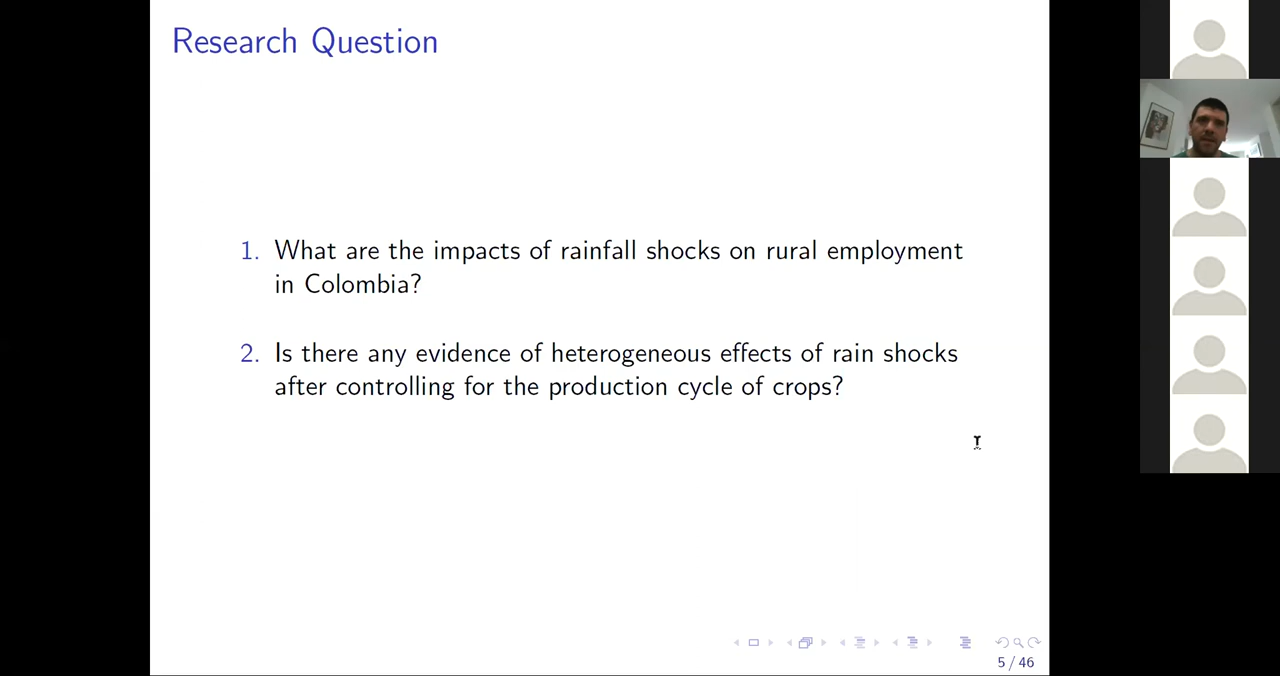 Research Question
1. What are the impacts of rainfall shocks on rural employment
in Colombia?
2. Is there any evidence of heterogeneous effects of rain shocks
after controlling for the production cycle of crops?
5 / 46